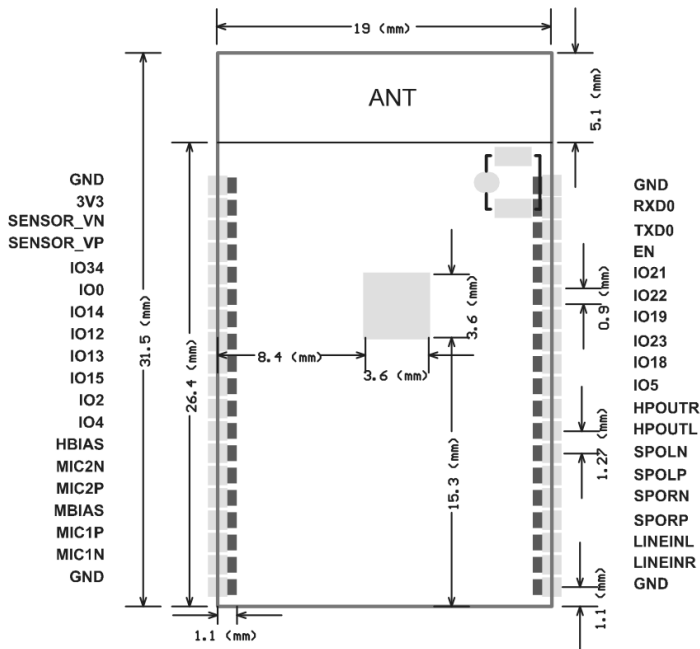 19 (mm)
ANT
5.1 (mm)
GND
3V3
SENSOR_VN
SENSOR_VP
IO34
IO0
IO14
IO12
IO13
IO15
IO2
IO4
HBIAS
MIC2N
MIC2P
MBIAS
MIC1P
MIC1N
GND
31.5 (mm)
26.4 (mm)
8.4 (mm)
3.6 (mm)
3.6 (mm)
15.3 (mm)
1.1 (mm)
GND
RXD0
TXD0
EN
IO21
IO22
IO19
IO23
IO18
IO5
HPOUTR
HPOUTL
SPOLN
SPOLP
SPORN
SPORP
LINEINL
LINEINR
GND
0.9 (mm)
1.27 (mm)
1.1 (mm)